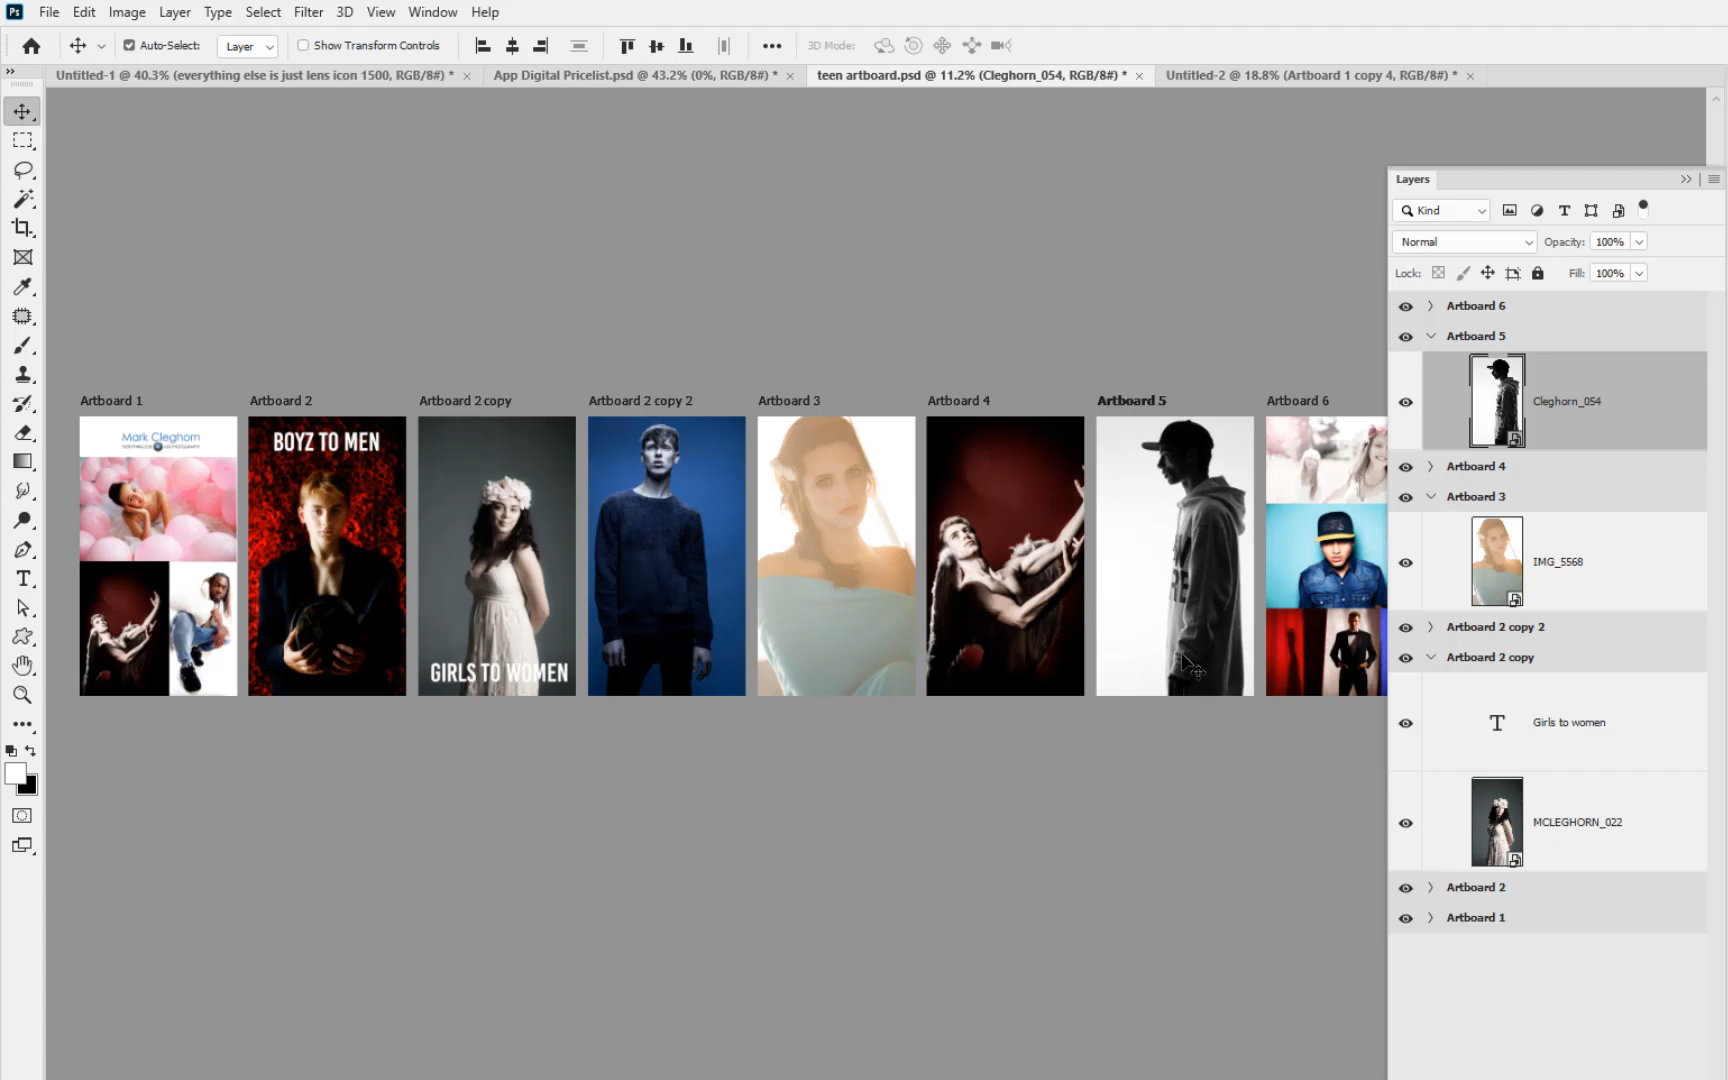 Ps File Edit Image Layer Type Select Filter 3D View Window Help
Auto-Select: Layer Show Transform Controls 3D Mode:
Untitled-1 @ 40.3% (everything else is just lens icon 1500, RGB/8#) * App Digital Pricelist.psd @ 43.2% (0%, RGB/8#) * teen artboard.psd @ 11.2% (Cleghorn_054, RGB/8#) * Untitled-2 @ 18.8% (Artboard 1 copy 4, RGB/8#) *
Layers
Kind
Normal Opacity: 100%
Lock: Fill: 100%
Artboard 6
Artboard 5
Cleghorn_054
Artboard 4
Artboard 3
IMG_5568
Artboard 2 copy 2
Artboard 2 copy
Girls to women
MCLEGHORN_022
Artboard 2
Artboard 1
Artboard 1 Artboard 2 Artboard 2 copy Artboard 2 copy 2 Artboard 3 Artboard 4 Artboard 5 Artboard 6
Mark Cleghorn
BOYZ TO MEN
GIRLS TO WOMEN